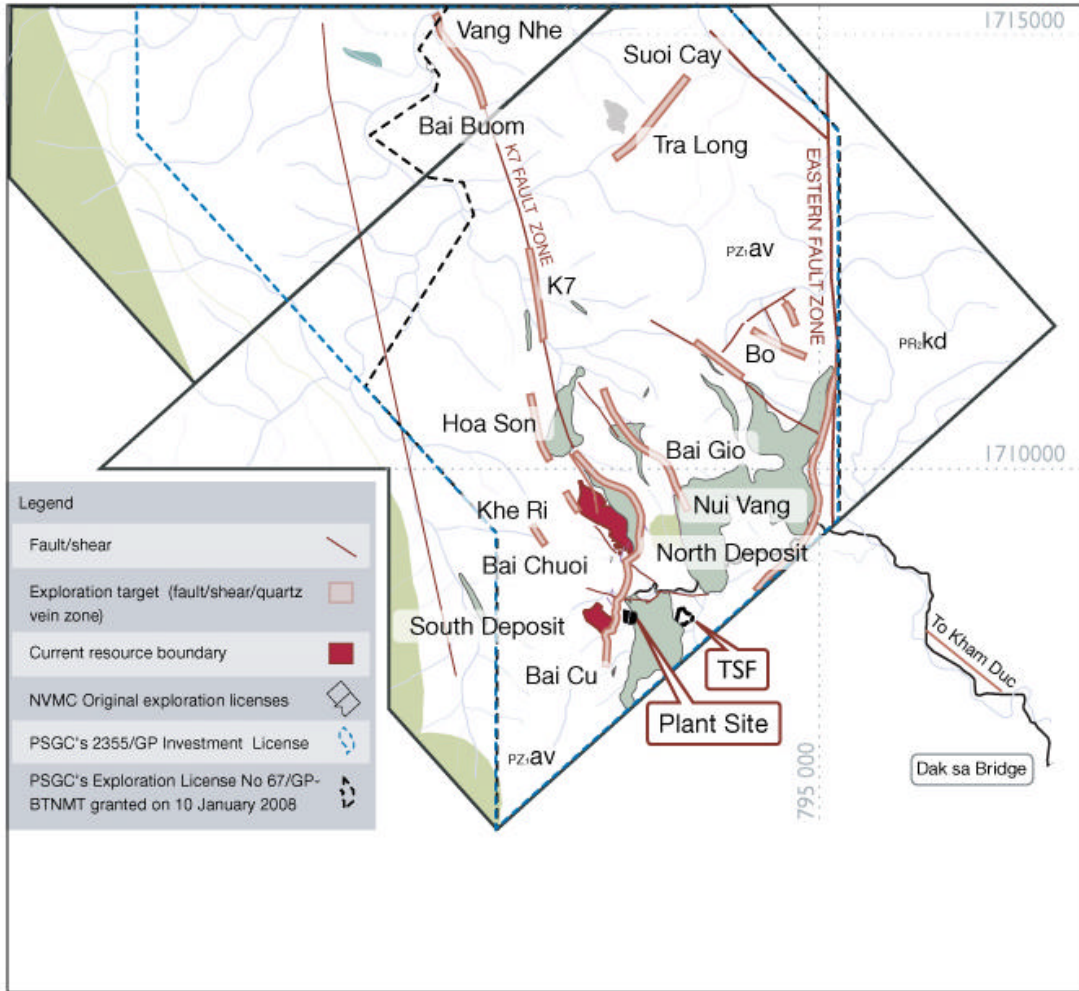 1715000
Vang Nhe
Suoi Cay
Bai Buom
Tra Long
K7 FAULT ZONE
EASTERN FAULT ZONE
PZ1av
K7
Bo
PR2kd
Hoa Son
Bai Gio
1710000
Khe Ri
Nui Vang
North Deposit
Bai Chuoi
South Deposit
Bai Cu
TSF
Plant Site
PZ1av
795 000
To Kham Duc
Dak sa Bridge
Legend
Fault/shear
Exploration target (fault/shear/quartz
vein zone)
Current resource boundary
NVMC Original exploration licenses
PSGC's 2355/GP Investment License
PSGC's Exploration License No 67/GP-
BTNMT granted on 10 January 2008